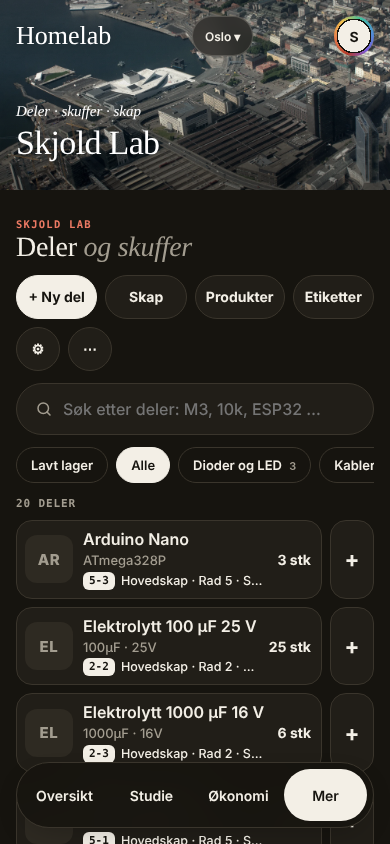 Homelab
Oslo ▾
S
Deler · skuffer · skap
Skjold Lab
SKJOLD LAB
Deler og skuffer
+ Ny del
Skap
Produkter
Etiketter
⚙
···
Søk etter deler: M3, 10k, ESP32 ...
Lavt lager
Alle
Dioder og LED 3
Kabler
20 DELER
AR
Arduino Nano
ATmega328P
5-3 Hovedskap · Rad 5 · S...
3 stk
+
EL
Elektrolytt 100 µF 25 V
100µF · 25V
2-2 Hovedskap · Rad 2 · ...
25 stk
+
EL
Elektrolytt 1000 µF 16 V
1000µF · 16V
2-3 Hovedskap · Rad 2 · S...
6 stk
+
Oversikt
Studie
Økonomi
Mer
5-1 Hovedskap · Rad 5 · S...